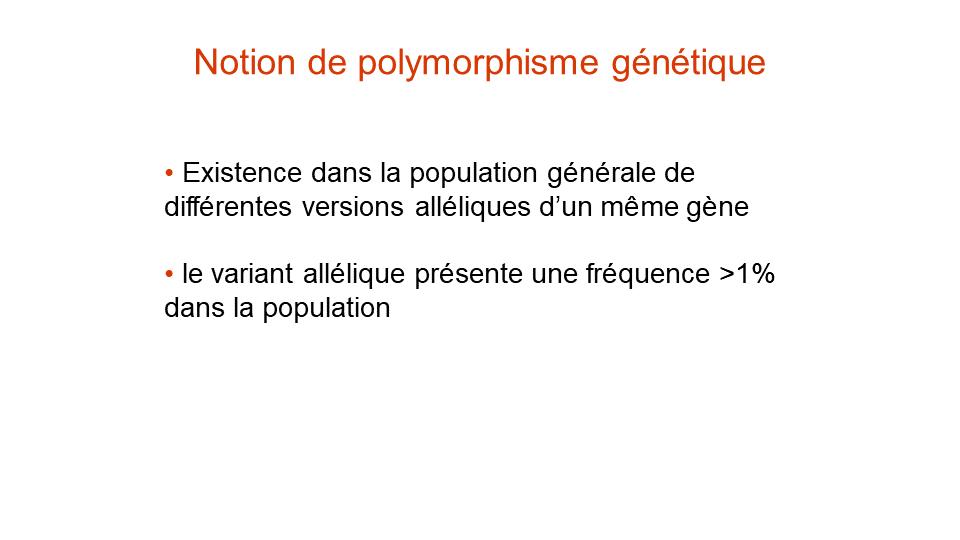 Notion de polymorphisme génétique
• Existence dans la population générale de
différentes versions alléliques d’un même gène
• le variant allélique présente une fréquence >1%
dans la population